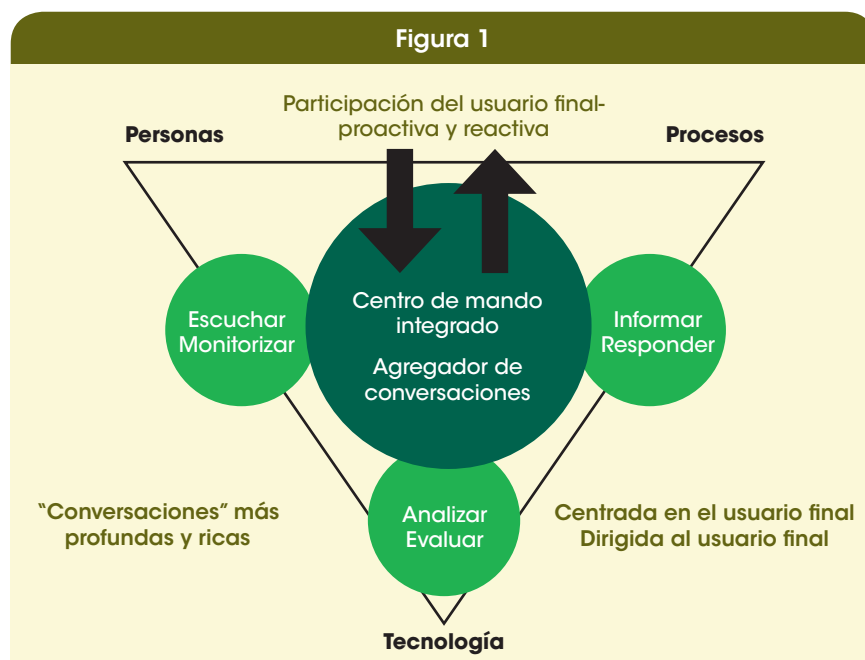 Figura 1
Participación del usuario final-
proactiva y reactiva
Personas
Procesos
Centro de mando
integrado
Agregador de
conversaciones
Escuchar
Monitorizar
Informar
Responder
Analizar
Evaluar
"Conversaciones" más
profundas y ricas
Centrada en el usuario final
Dirigida al usuario final
Tecnología